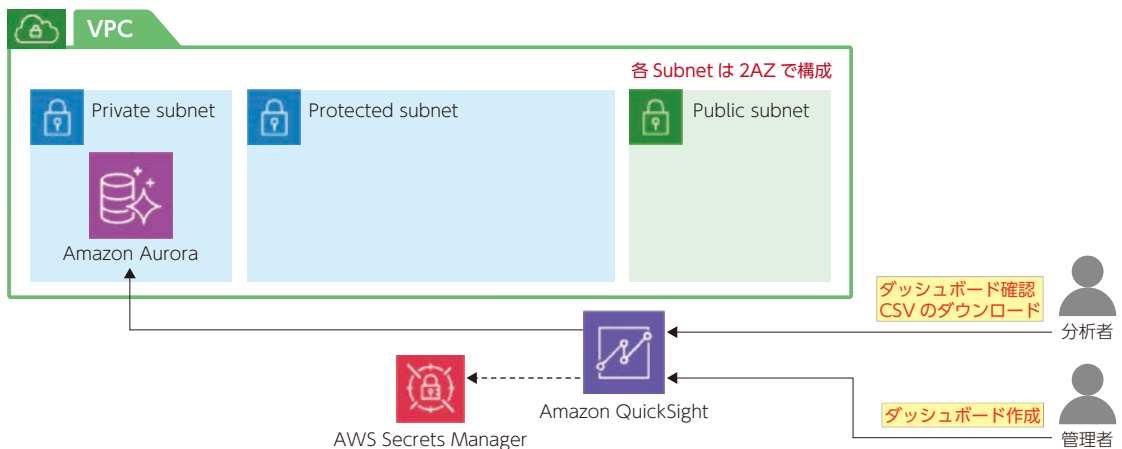 VPC
各 Subnet は 2AZ で構成
Private subnet
Protected subnet
Public subnet
Amazon Aurora
ダッシュボード確認
CSV のダウンロード
分析者
Amazon QuickSight
AWS Secrets Manager
ダッシュボード作成
管理者